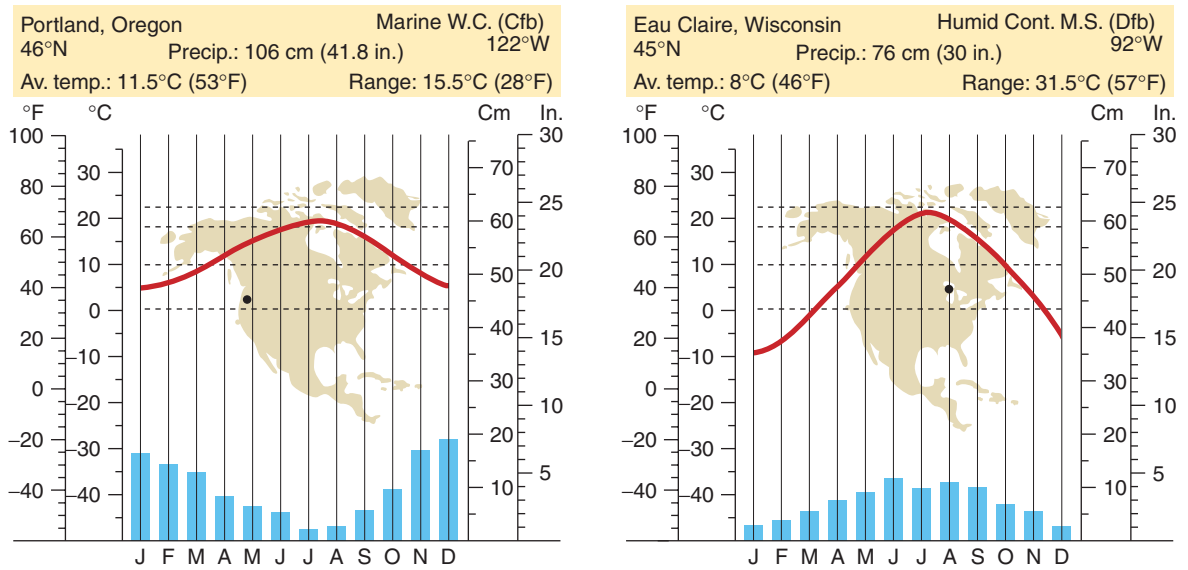 Portland, Oregon Marine W.C. (Cfb)
46°N Precip.: 106 cm (41.8 in.) 122°W
Av. temp.: 11.5°C (53°F) Range: 15.5°C (28°F)
°F °C Cm In.
100 30
30 70
80 25
20 60
60
10 50 20
40
0 40 15
20
–10
0 30 10
–20
–20 20
–30 5
–40 –40 10
J F M A M J J A S O N D
Eau Claire, Wisconsin Humid Cont. M.S. (Dfb)
45°N Precip.: 76 cm (30 in.) 92°W
Av. temp.: 8°C (46°F) Range: 31.5°C (57°F)
°F °C Cm In.
100 30
30 70
80 25
20 60
60
10 50 20
40
0 40 15
20
–10
0 30 10
–20
–20 20
–30 5
–40 –40 10
J F M A M J J A S O N D